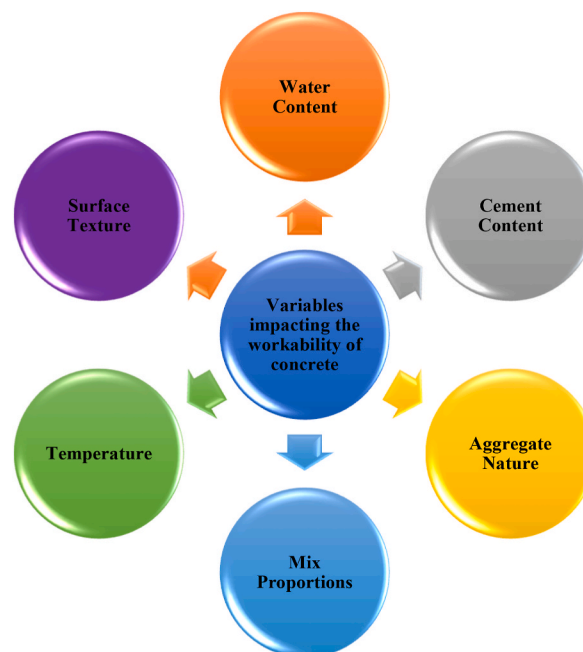 Water
Content
Surface
Texture
Cement
Content
Variables
impacting the
workability of
concrete
Temperature
Aggregate
Nature
Mix
Proportions